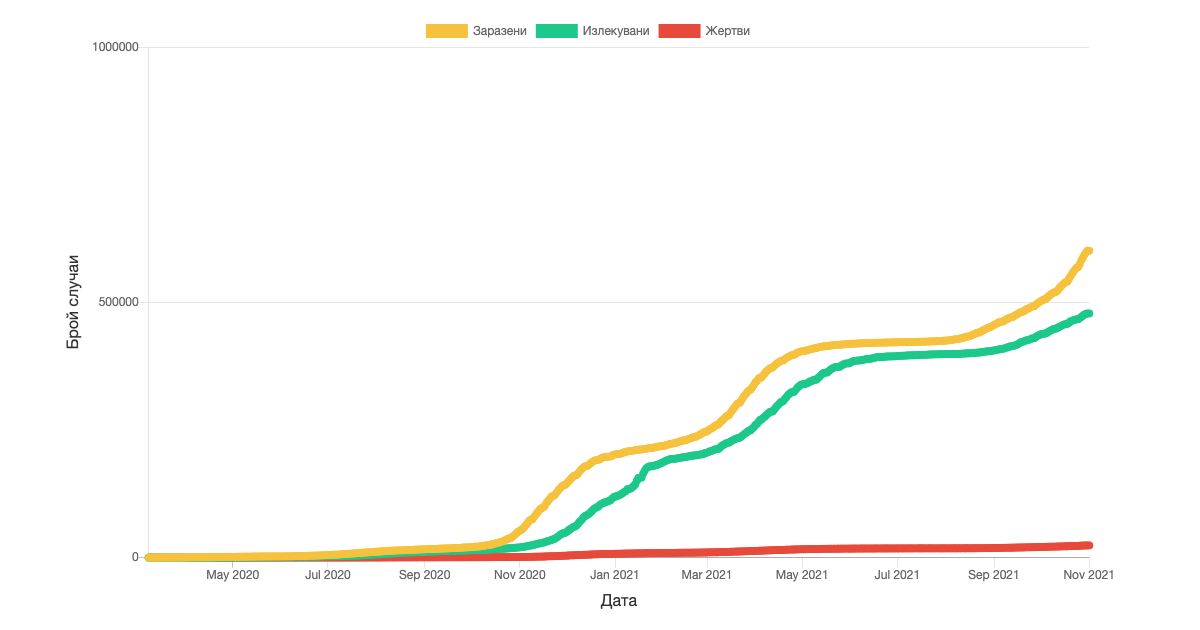 Заразени Излекувани Жертви
1000000
500000
0
Брой случаи
May 2020 Jul 2020 Sep 2020 Nov 2020 Jan 2021 Mar 2021 May 2021 Jul 2021 Sep 2021 Nov 2021
Дата